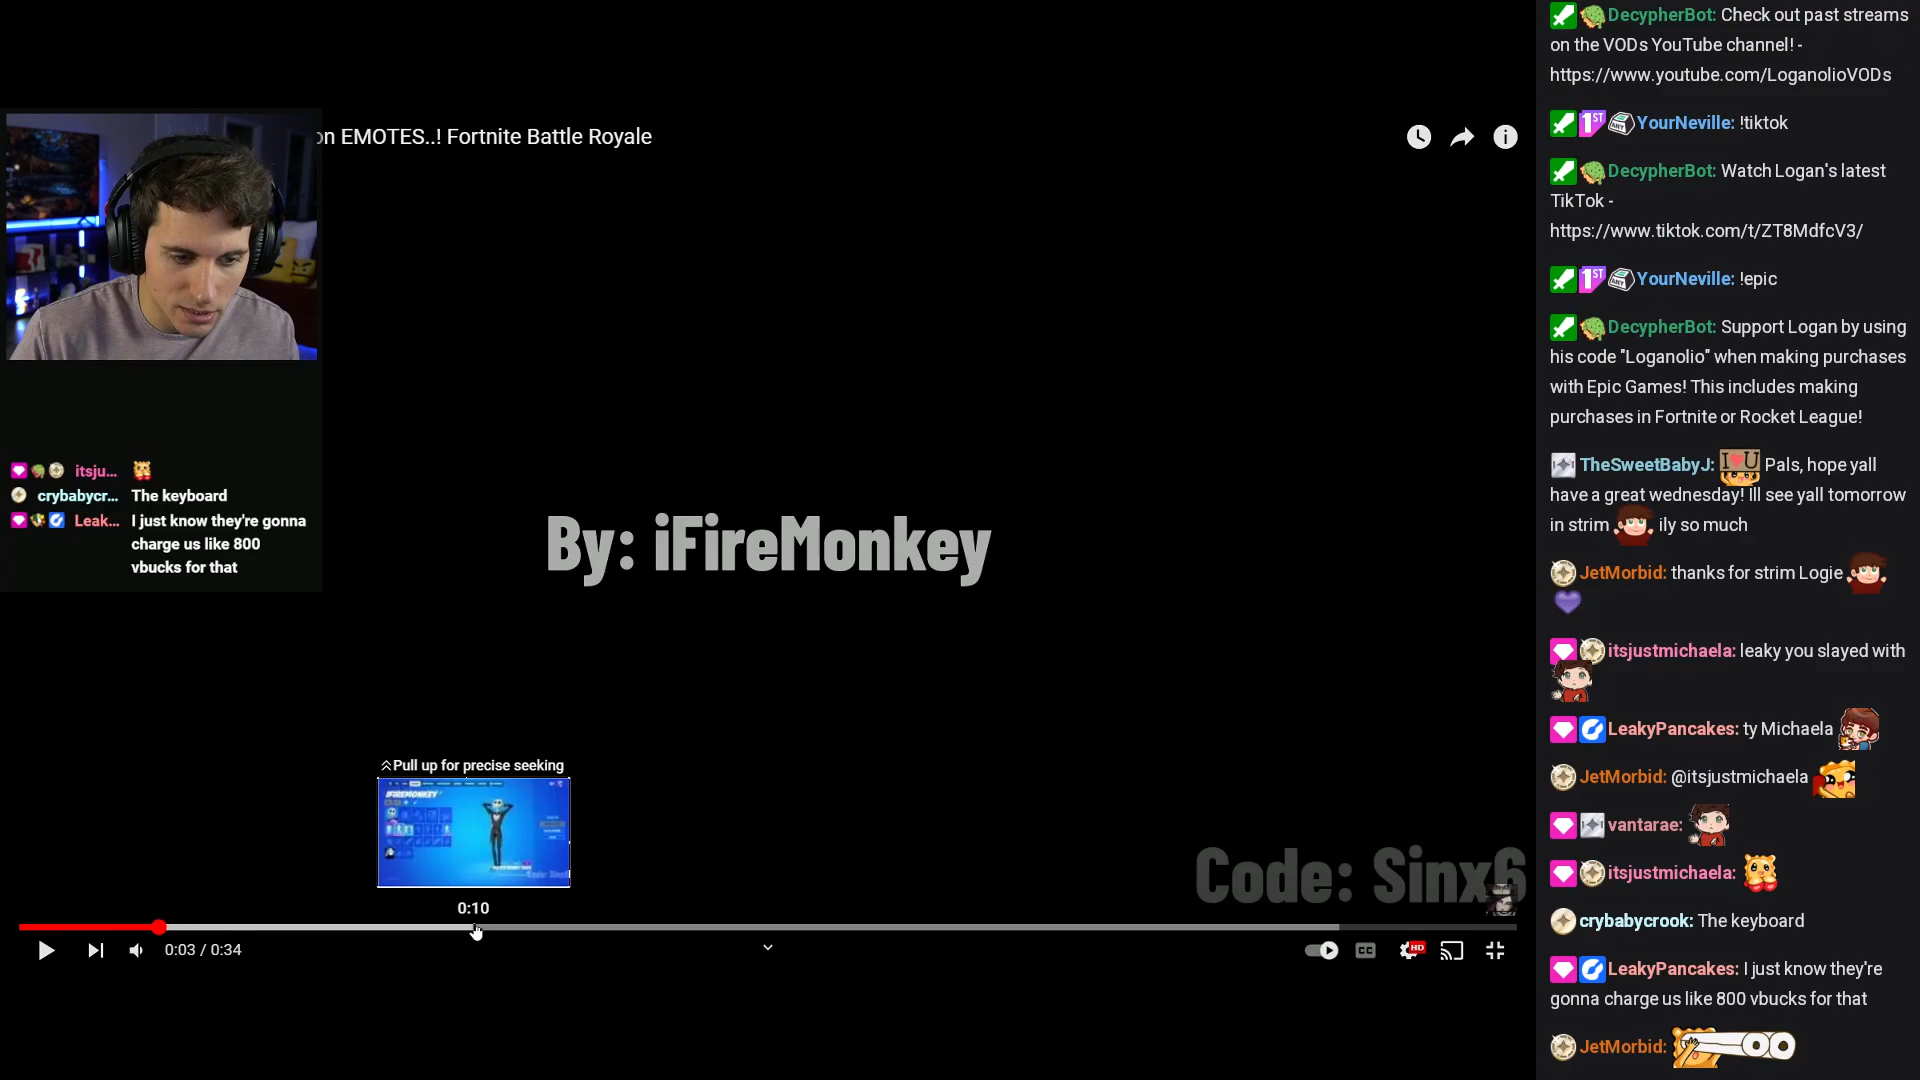 on EMOTES..! Fortnite Battle Royale
itsju...
crybabycr... The keyboard
Leak... I just know they're gonna
charge us like 800
vbucks for that
By: iFireMonkey
Code: Sinx6
Pull up for precise seeking
IFIREMONKEY
0:10
0:03 / 0:34
CC
HD
DecypherBot: Check out past streams
on the VODs YouTube channel! -
https://www.youtube.com/LoganolioVODs
1ST ANY YourNeville: !tiktok
DecypherBot: Watch Logan's latest
TikTok -
https://www.tiktok.com/t/ZT8MdfcV3/
1ST ANY YourNeville: !epic
DecypherBot: Support Logan by using
his code "Loganolio" when making purchases
with Epic Games! This includes making
purchases in Fortnite or Rocket League!
TheSweetBabyJ: I U Pals, hope yall
have a great wednesday! Ill see yall tomorrow
in strim ily so much
JetMorbid: thanks for strim Logie
itsjustmichaela: leaky you slayed with
LeakyPancakes: ty Michaela
JetMorbid: @itsjustmichaela
vantarae:
itsjustmichaela:
crybabycrook: The keyboard
LeakyPancakes: I just know they're
gonna charge us like 800 vbucks for that
JetMorbid: